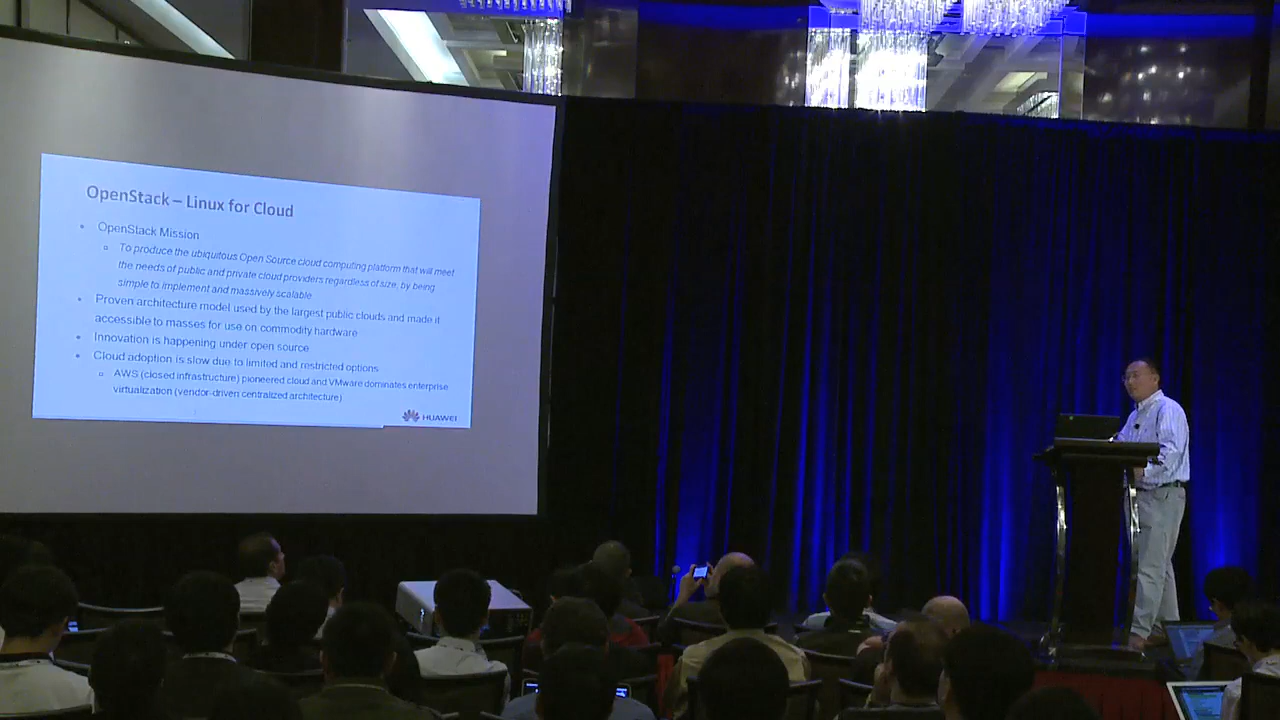 OpenStack – Linux for Cloud
OpenStack Mission
To produce the ubiquitous Open Source cloud computing platform that will meet
the needs of public and private cloud providers regardless of size, by being
simple to implement and massively scalable
Proven architecture model used by the largest public clouds and made it
accessible to masses for use on commodity hardware
Innovation is happening under open source
Cloud adoption is slow due to limited and restricted options
AWS (closed infrastructure) pioneered cloud and VMware dominates enterprise
virtualization (vendor-driven centralized architecture)
HUAWEI